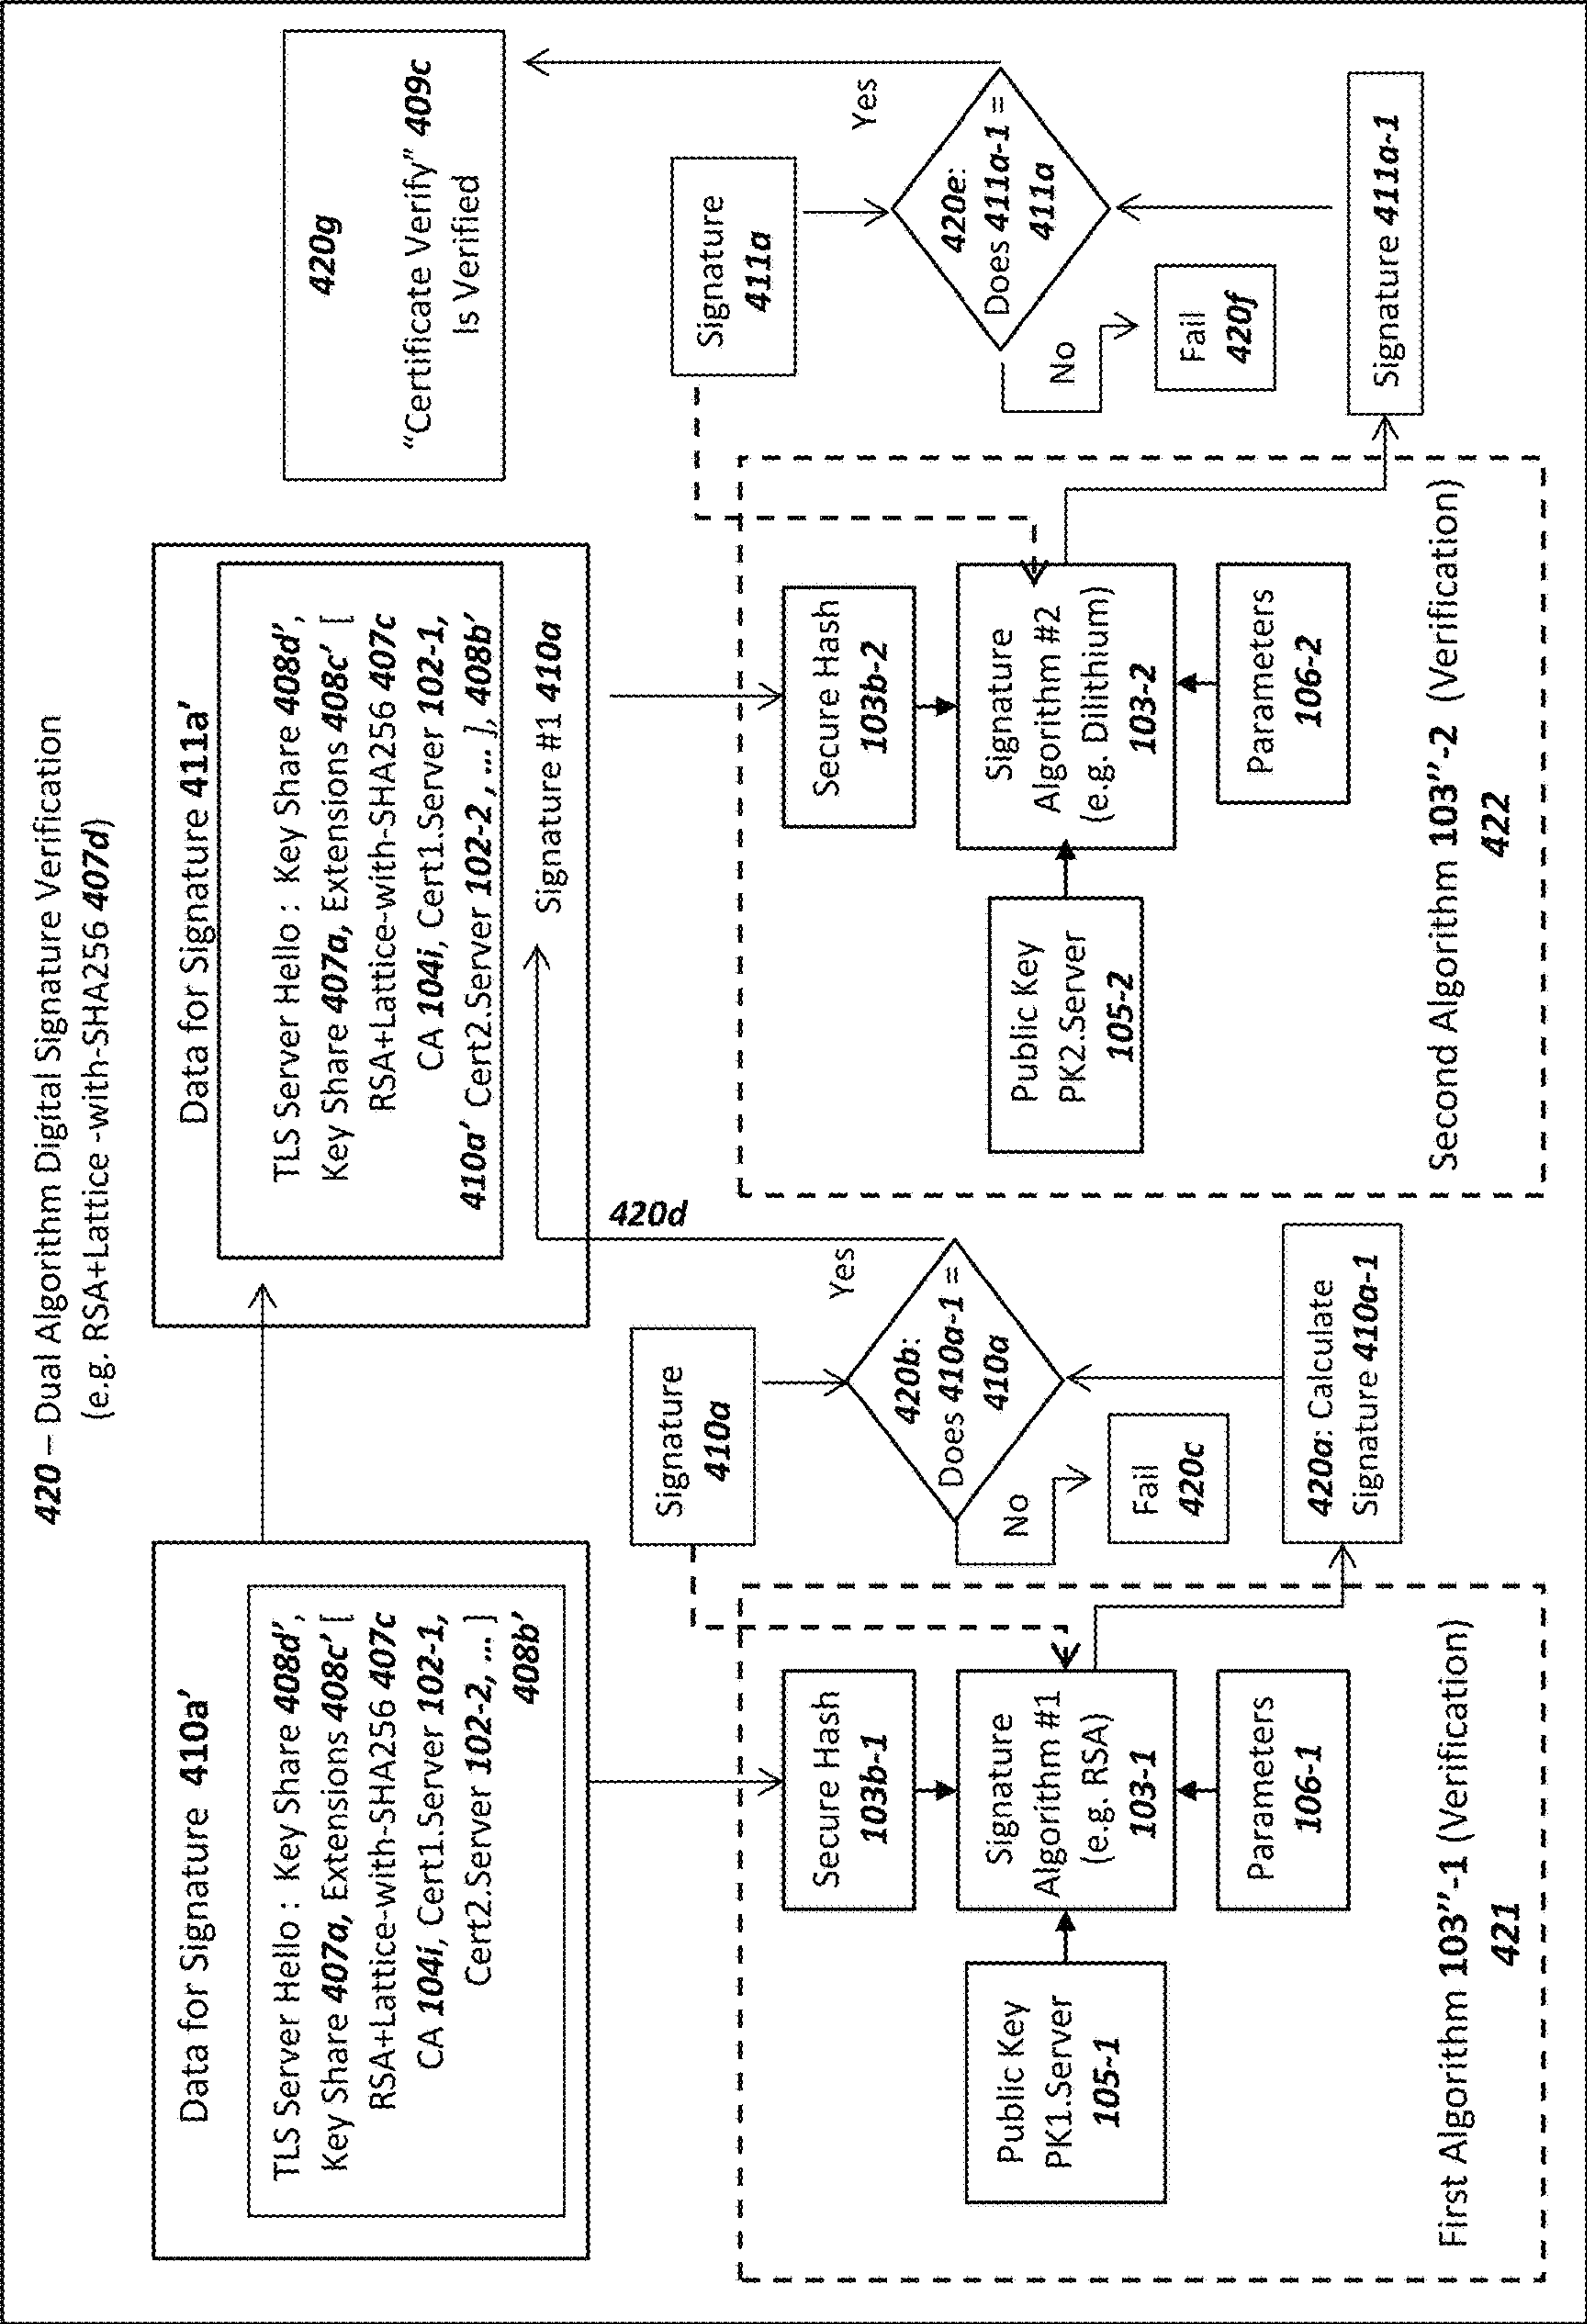 420 – Dual Algorithm Digital Signature Verification
(e.g. RSA+Lattice -with-SHA256 407d)
Data for Signature 410a’
TLS Server Hello : Key Share 408d’,
Key Share 407a, Extensions 408c’ [
RSA+Lattice-with-SHA256 407c
CA 104i, Cert1.Server 102-1,
Cert2.Server 102-2, ... ]
408b’
Data for Signature 411a’
TLS Server Hello : Key Share 408d’,
Key Share 407a, Extensions 408c’ [
RSA+Lattice-with-SHA256 407c
CA 104i, Cert1.Server 102-1,
410a’ Cert2.Server 102-2 , ... ], 408b’
Signature #1 410a
420g
“Certificate Verify” 409c
Is Verified
Signature
410a
420b:
Does 410a-1 =
410a
Yes
420d
No
Fail
420c
420a: Calculate
Signature 410a-1
Signature
411a
420e:
Does 411a-1 =
411a
Yes
No
Fail
420f
Signature 411a-1
Secure Hash
103b-1
Public Key
PK1.Server
105-1
Signature
Algorithm #1
(e.g. RSA)
103-1
Parameters
106-1
First Algorithm 103”-1 (Verification)
421
Secure Hash
103b-2
Public Key
PK2.Server
105-2
Signature
Algorithm #2
(e.g. Dilithium)
103-2
Parameters
106-2
Second Algorithm 103”-2 (Verification)
422